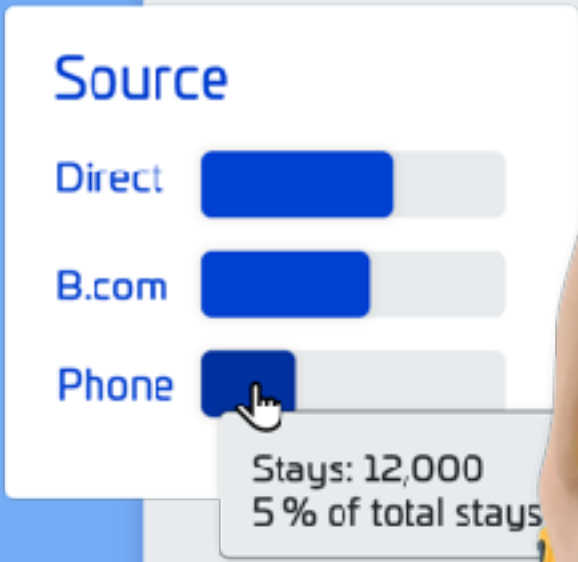 Source
Direct
B.com
Phone
Stays: 12,000
5 % of total stays